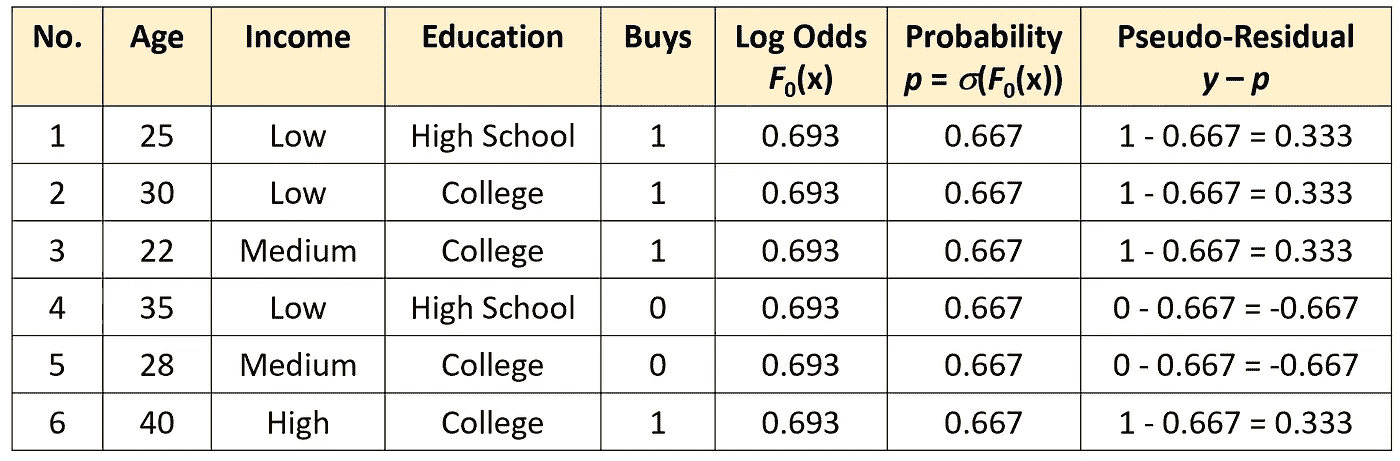 No. Age Income Education Buys Log Odds F₀(x) Probability p = σ(F₀(x)) Pseudo-Residual y – p
1 25 Low High School 1 0.693 0.667 1 - 0.667 = 0.333
2 30 Low College 1 0.693 0.667 1 - 0.667 = 0.333
3 22 Medium College 1 0.693 0.667 1 - 0.667 = 0.333
4 35 Low High School 0 0.693 0.667 0 - 0.667 = -0.667
5 28 Medium College 0 0.693 0.667 0 - 0.667 = -0.667
6 40 High College 1 0.693 0.667 1 - 0.667 = 0.333